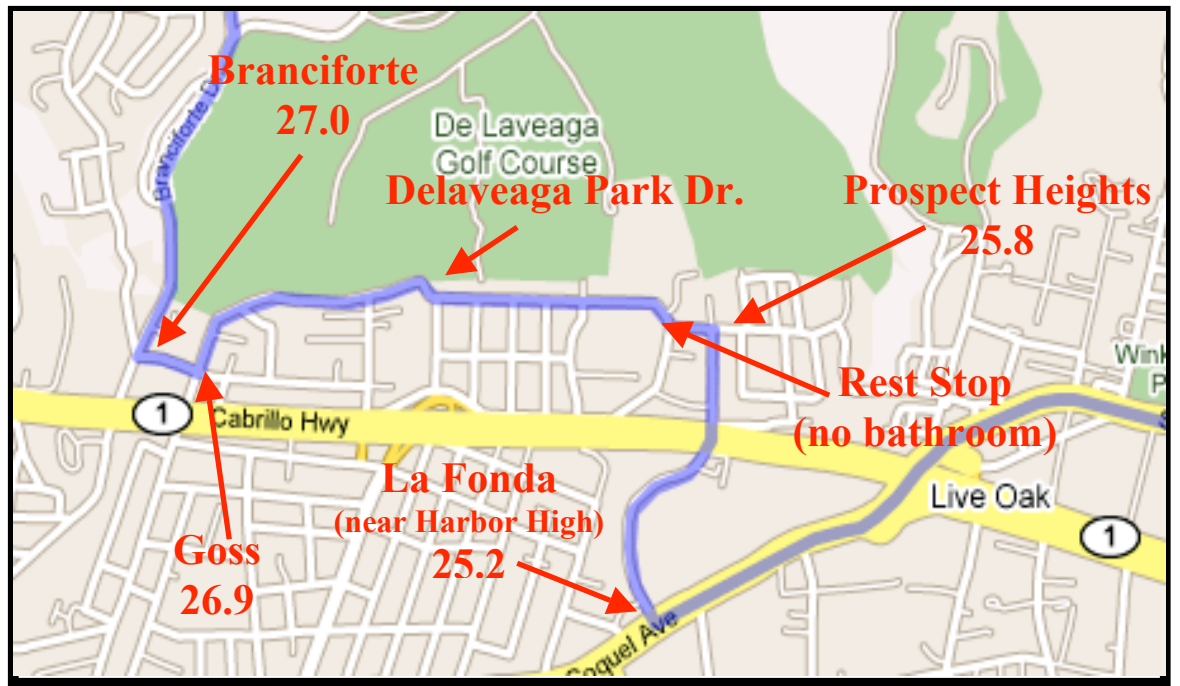 Branciforte
27.0
Branciforte D
De Laveaga
Golf Course
Delaveaga Park Dr.
Prospect Heights
25.8
Wink
P
Rest Stop
(no bathroom)
1
Cabrillo Hwy
La Fonda
(near Harbor High)
25.2
Live Oak
1
Goss
26.9
Soquel Ave